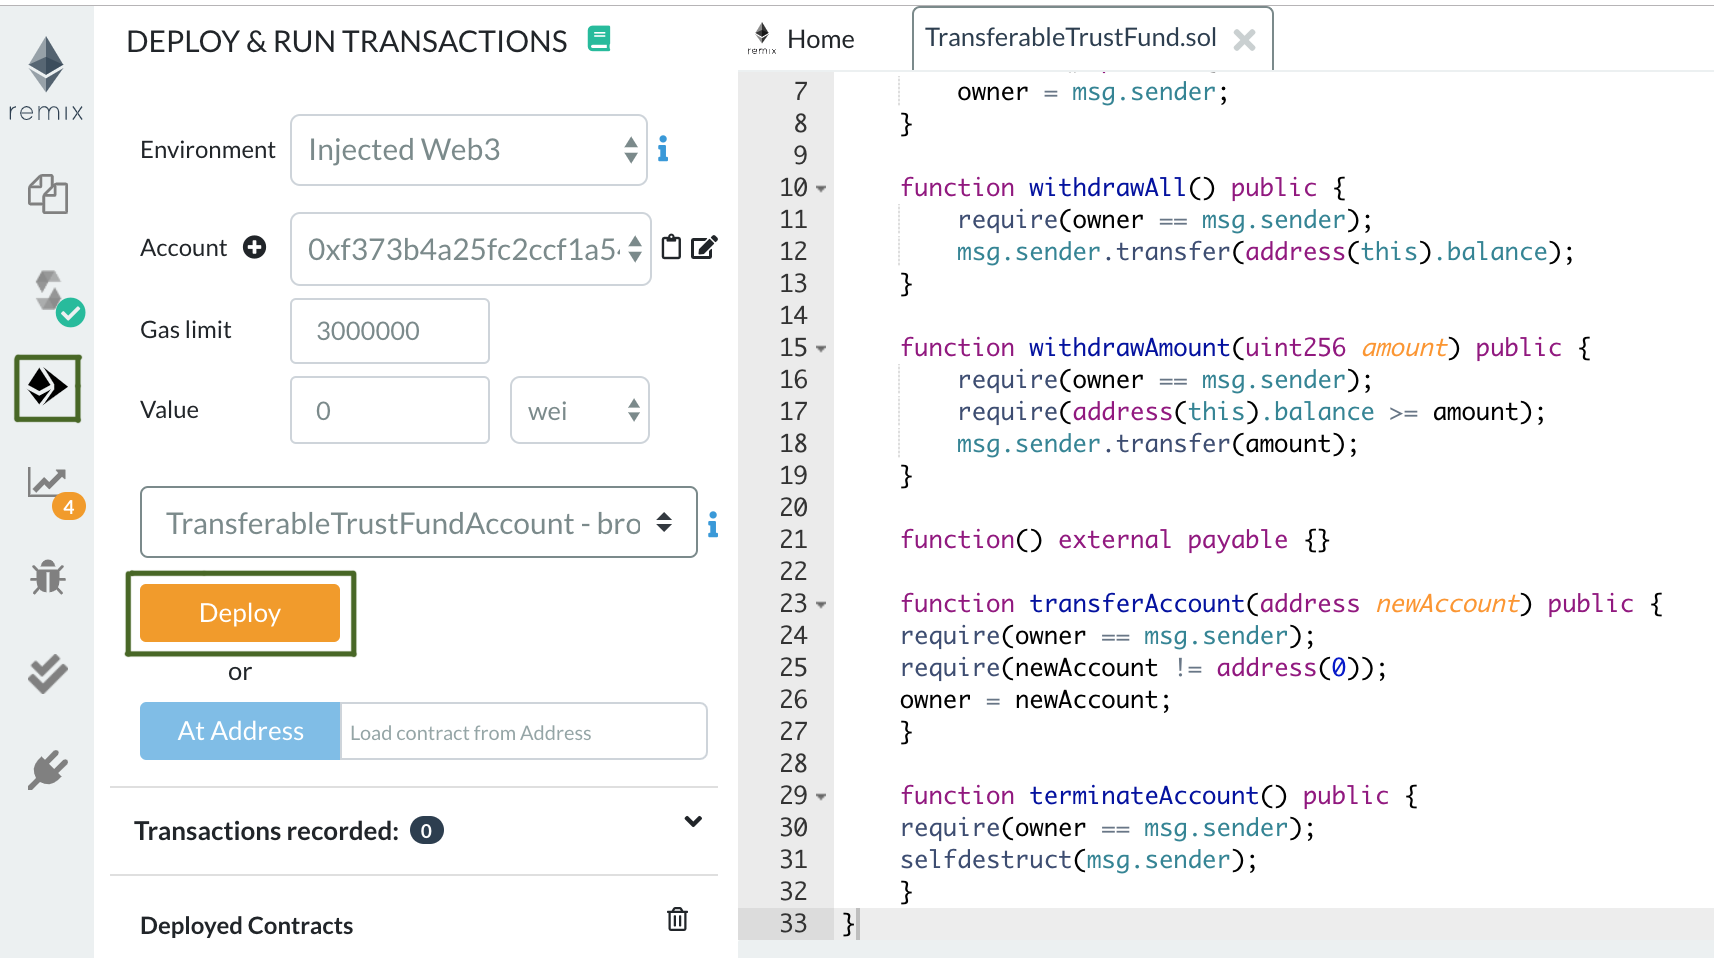 remix
DEPLOY & RUN TRANSACTIONS
Environment
Injected Web3
Account
0xf373b4a25fc2ccf1a5
Gas limit
3000000
Value
0
wei
4
TransferableTrustFundAccount - bro
Deploy
or
At Address
Load contract from Address
Transactions recorded: 0
Deployed Contracts
remix
Home
TransferableTrustFund.sol
7 owner = msg.sender;
8 }
9
10 function withdrawAll() public {
11 require(owner == msg.sender);
12 msg.sender.transfer(address(this).balance);
13 }
14
15 function withdrawAmount(uint256 amount) public {
16 require(owner == msg.sender);
17 require(address(this).balance >= amount);
18 msg.sender.transfer(amount);
19 }
20
21 function() external payable {}
22
23 function transferAccount(address newAccount) public {
24 require(owner == msg.sender);
25 require(newAccount != address(0));
26 owner = newAccount;
27 }
28
29 function terminateAccount() public {
30 require(owner == msg.sender);
31 selfdestruct(msg.sender);
32 }
33 }